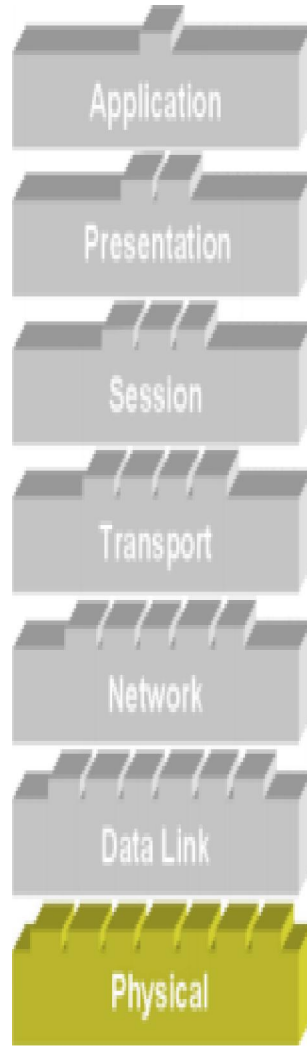 Application
Presentation
Session
Transport
Network
Data Link
Physical